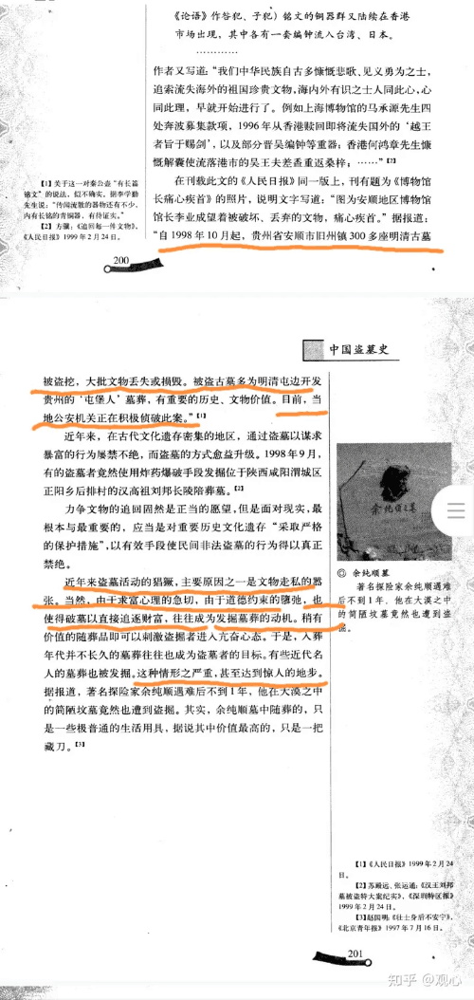 《论语》作咎犯、子犯）铭文的铜器群又陆续在香港
市场出现，其中各有一套编钟流入台湾、日本。
…………
作者又写道：“我们中华民族自古多慷慨悲歌、见义勇为之士，
追索流失海外的祖国珍贵文物，海内外有识之士人同此心，心
同此理，早就开始进行了。例如上海博物馆的马承源先生四
处奔波募集款项，1996年从香港赎回即将流失国外的‘越王
者旨于赐剑’，以及部分晋吴编钟等重器；香港何鸿章先生慷
慨解囊使流落港市的吴王夫差盉重返桑梓；……”【2】
在刊载此文的《人民日报》同一版上，刊有题为《博物馆
长痛心疾首》的照片，说明文字写道：“图为安顺地区博物馆
馆长李业成望着被破坏、丢弃的文物，痛心疾首。”据报道：
“自1998年10月起，贵州省安顺市旧州镇300多座明清古墓
【1】关于这一对秦公壶“有长篇
铭文”的说法，似不确实。据李学勤
先生说：“传闻流散的器物还有不少，
内有长铭的青铜器，有待证实。”
【2】方骥：《追回每一件文物》，
《人民日报》1999年2月24日。
200
中国盗墓史
被盗挖，大批文物丢失或损毁。被盗古墓多为明清屯边开发
贵州的‘屯堡人’墓葬，有重要的历史、文物价值。目前，当
地公安机关正在积极侦破此案。”【1】
近年来，在古代文化遗存密集的地区，通过盗墓以谋求
暴富的行为屡禁不绝，而盗墓的方式愈益升级。1998年9月，
有的盗墓者竟然使用炸药爆破手段发掘位于陕西咸阳渭城区
正阳乡后排村的汉高祖刘邦长陵陪葬墓。【2】
力争文物的追回固然是正当的愿望，但是面对现实，最
根本与最重要的，应当是对重要历史文化遗存“采取严格
的保护措施”，以有效手段使民间非法盗墓的行为得以真正
禁绝。
近年来盗墓活动的猖獗，主要原因之一是文物走私的嚣
张。当然，由于求富心理的急切，由于道德约束的墮弛，也
使得破墓以直接追逐财富，往往成为发掘墓葬的动机。稍有
价值的随葬品即可以刺激盗掘者进入亢奋心态。于是，入葬
年代并不长久的墓葬往往也成为盗墓者的目标。有些近代名
人的墓葬也被发掘。这种情形之严重，甚至达到惊人的地步。
据报道，著名探险家余纯顺遇难后不到1年，他在大漠之中
的简陋坟墓竟然也遭到盗掘。其实，余纯顺墓中随葬的，只
是一些极普通的生活用具，据说其中价值最高的，只是一把
藏刀。【3】
余纯顺之墓
◎ 余纯顺墓
著名探险家余纯顺遇难
后不到1年，他在大漠之中
的简陋坟墓竟然也遭到盗
掘。
【1】《人民日报》1999年2月24
日。
【2】苏颖远、张运通：《汉王刘邦
墓被盗特大案纪实》，《深圳特区报》
1999年2月24日。
【3】赵国明：《壮士身后不安宁》，
《北京青年报》1997年7月16日。
201
知乎 @观心